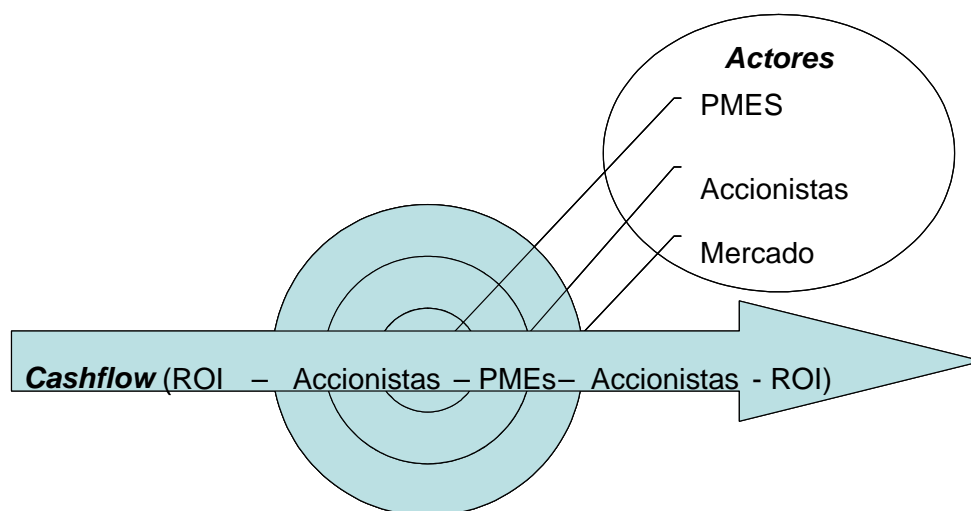 Actores
PMES
Accionistas
Mercado
Cashflow (ROI – Accionistas – PMEs– Accionistas - ROI)